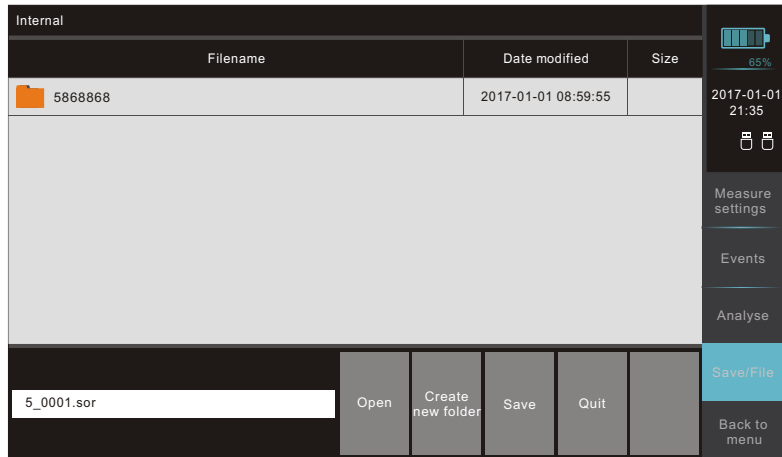 Internal
Filename Date modified Size
5868868 2017-01-01 08:59:55
5_0001.sor
Open
Create
new folder
Save
Quit
65%
2017-01-01
21:35
Measure
settings
Events
Analyse
Save/File
Back to
menu